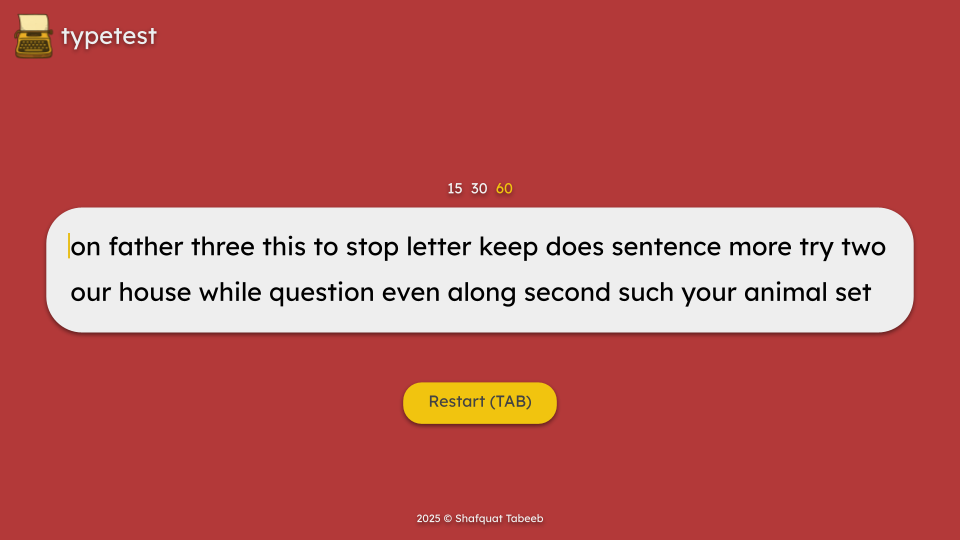 typetest
15 30 60
on father three this to stop letter keep does sentence more try two
our house while question even along second such your animal set
Restart (TAB)
2025 © Shafquat Tabeeb